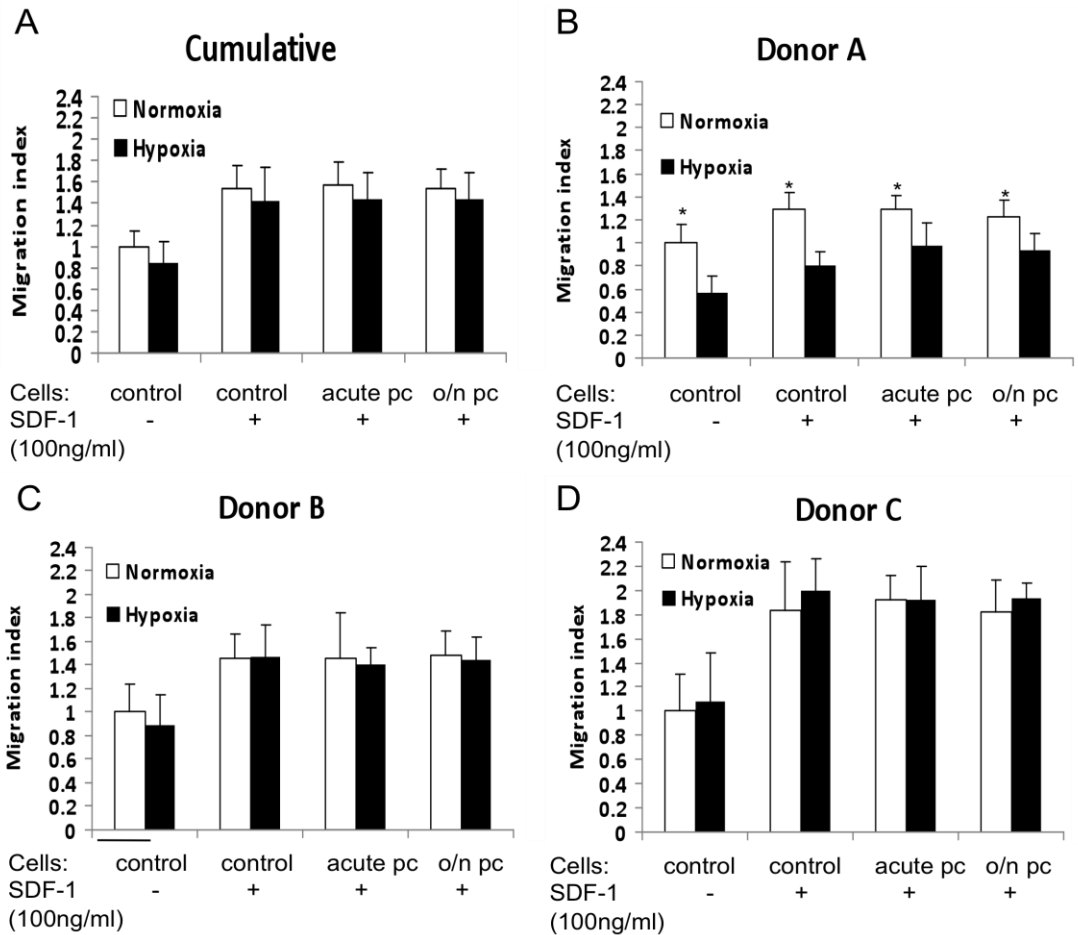 A
Cumulative
Migration index
2.4
2.2
2
1.8
1.6
1.4
1.2
1
0.8
0.6
0.4
0.2
0
Normoxia
Hypoxia
Cells: control control acute pc o/n pc
SDF-1 - + + +
(100ng/ml)
B
Donor A
Migration index
2.4
2.2
2
1.8
1.6
1.4
1.2
1
0.8
0.6
0.4
0.2
0
Normoxia
Hypoxia
* * * *
Cells: control control acute pc o/n pc
SDF-1 - + + +
(100ng/ml)
C
Donor B
Migration index
2.4
2.2
2
1.8
1.6
1.4
1.2
1
0.8
0.6
0.4
0.2
0
Normoxia
Hypoxia
Cells: control control acute pc o/n pc
SDF-1 - + + +
(100ng/ml)
D
Donor C
Migration index
2.4
2.2
2
1.8
1.6
1.4
1.2
1
0.8
0.6
0.4
0.2
0
Normoxia
Hypoxia
Cells: control control acute pc o/n pc
SDF-1 - + + +
(100ng/ml)